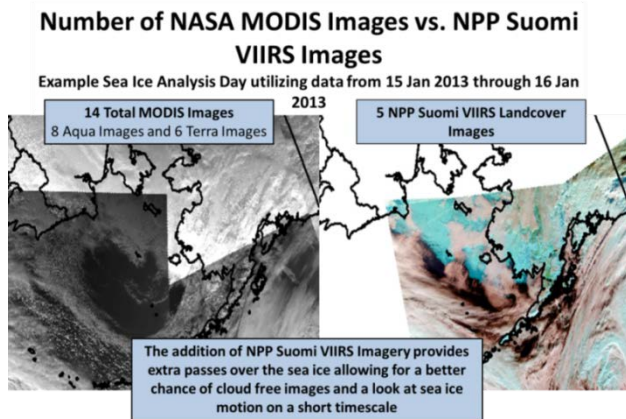 Number of NASA MODIS Images vs. NPP Suomi
VIIRS Images
Example Sea Ice Analysis Day utilizing data from 15 Jan 2013 through 16 Jan
2013
14 Total MODIS Images
8 Aqua Images and 6 Terra Images
5 NPP Suomi VIIRS Landcover
Images
The addition of NPP Suomi VIIRS Imagery provides
extra passes over the sea ice allowing for a better
chance of cloud free images and a look at sea ice
motion on a short timescale